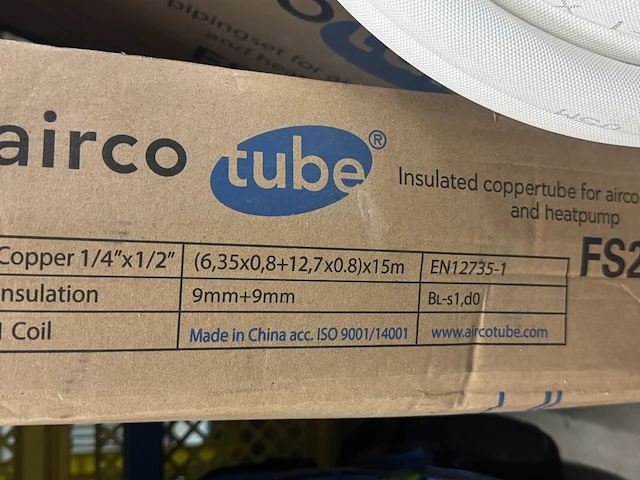 pipingset for a
and hea
airco tube®
Insulated coppertube for airco
and heatpump
FS2
Copper 1/4”x1/2” (6,35x0,8+12,7x0.8)x15m EN12735-1
nsulation 9mm+9mm BL-s1,d0
Coil Made in China acc. ISO 9001/14001 www.aircotube.com